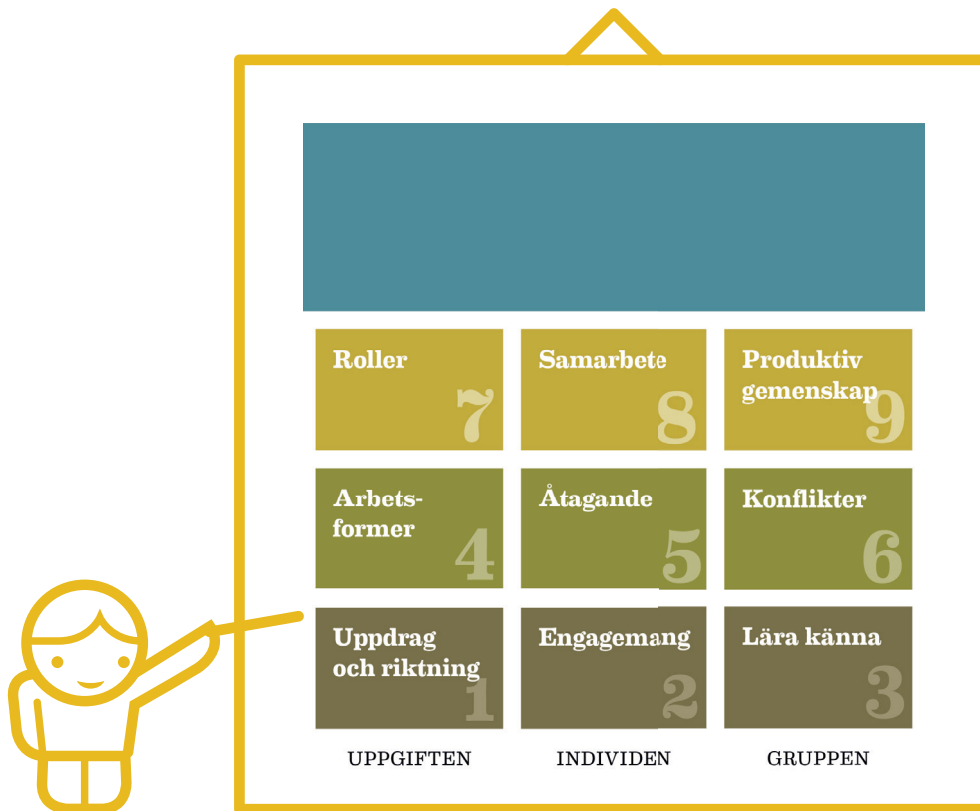 Roller
7
Samarbete
8
Produktiv
gemenskap
9
Arbets-
former
4
Åtagande
5
Konflikter
6
Uppdrag
och riktning
1
Engagemang
2
Lära känna
3
UPPGIFTEN
INDIVIDEN
GRUPPEN